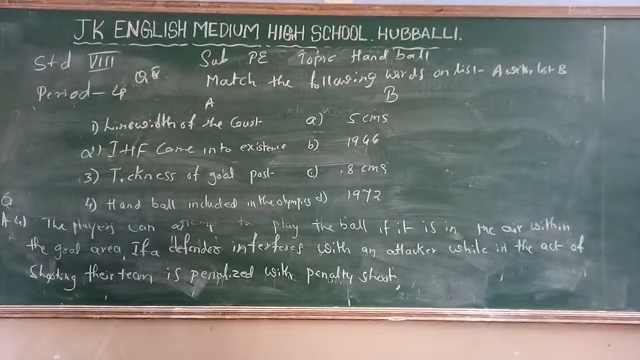 JK ENGLISH MEDIUM HIGH SCHOOL. HUBBALLI.
Std VIII Sub PE Topic Hand ball
Period-4 Q8 Match the following words on list-A with list B
A B
1) Linewidth of the Court a) 5 cms
2) I-HF Came into existence b) 1946
3) Tickness of goal post- c) .8 cms
4) Hand ball included in the olympics d) 1972
Q
A-4) The players can attempt to play the ball if it is in the air within
the goal area. If a defender interferes with an attacker while in the act of
Shooting their team is penalized with penalty shoot.